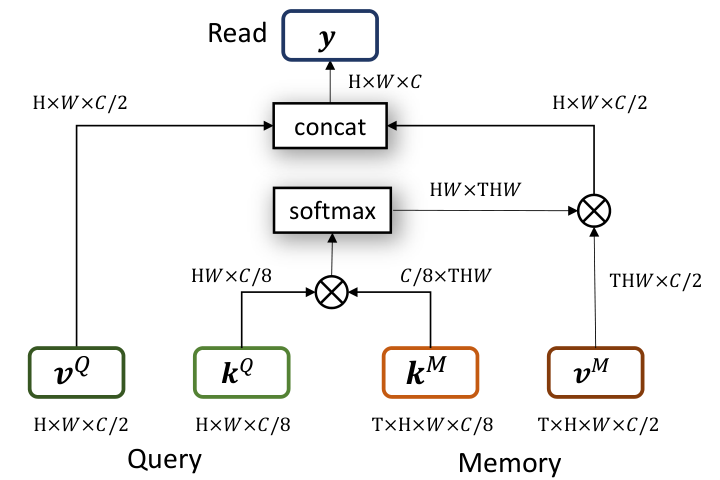 Read
y
H×W×C
H×W×C/2
H×W×C/2
concat
softmax
HW×THW
HW×C/8
C/8×THW
THW×C/2
v^Q
k^Q
k^M
v^M
H×W×C/2
H×W×C/8
T×H×W×C/8
T×H×W×C/2
Query
Memory